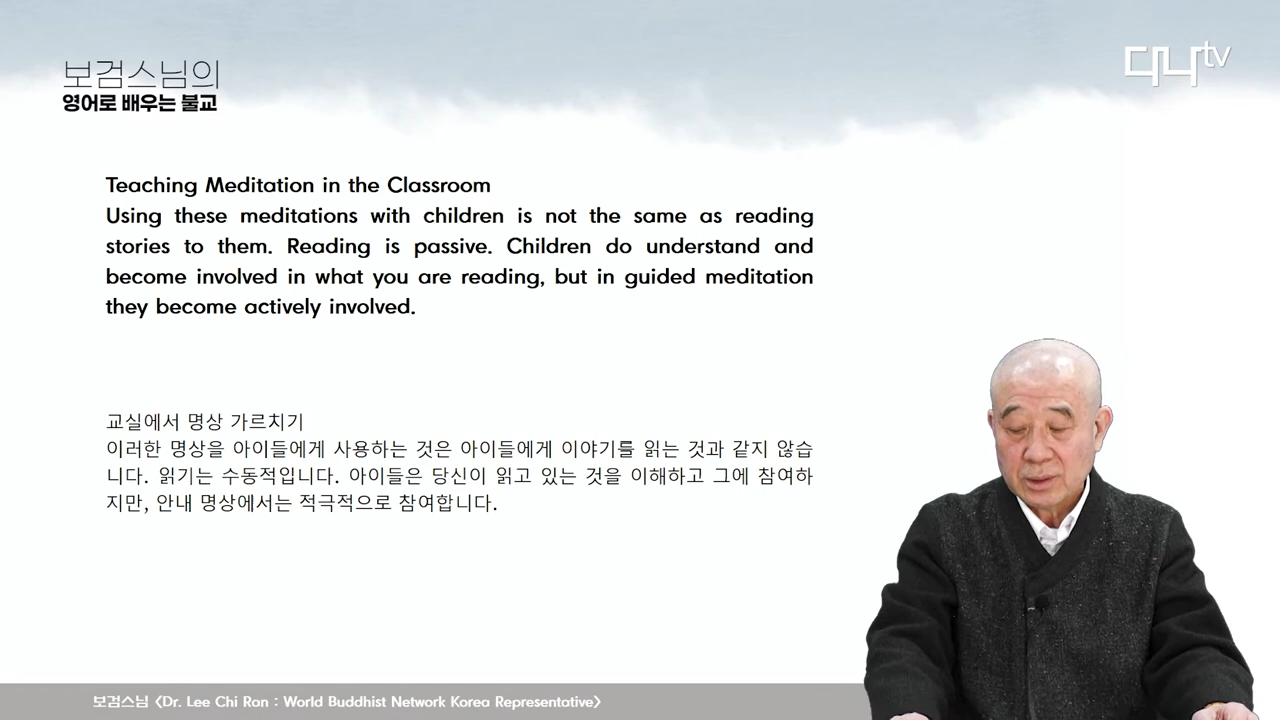 보검스님의
영어로 배우는 불교
디나tv
Teaching Meditation in the Classroom
Using these meditations with children is not the same as reading
stories to them. Reading is passive. Children do understand and
become involved in what you are reading, but in guided meditation
they become actively involved.
교실에서 명상 가르치기
이러한 명상을 아이들에게 사용하는 것은 아이들에게 이야기를 읽는 것과 같지 않습
니다. 읽기는 수동적입니다. 아이들은 당신이 읽고 있는 것을 이해하고 그에 참여하
지만, 안내 명상에서는 적극적으로 참여합니다.
보검스님 <Dr. Lee Chi Ran : World Buddhist Network Korea Representative>